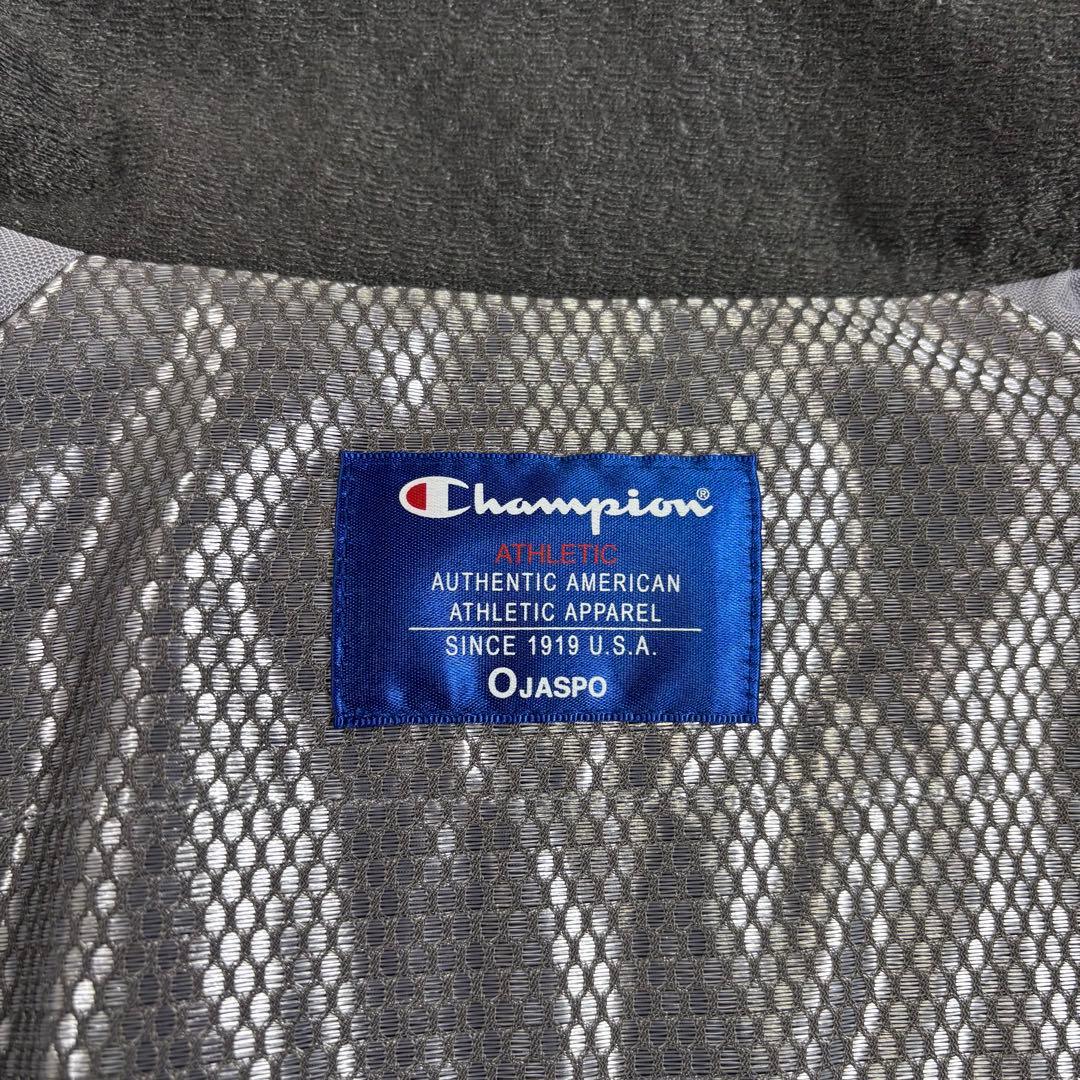 Champion®
ATHLETIC
AUTHENTIC AMERICAN
ATHLETIC APPAREL
SINCE 1919 U.S.A.
OJASPO